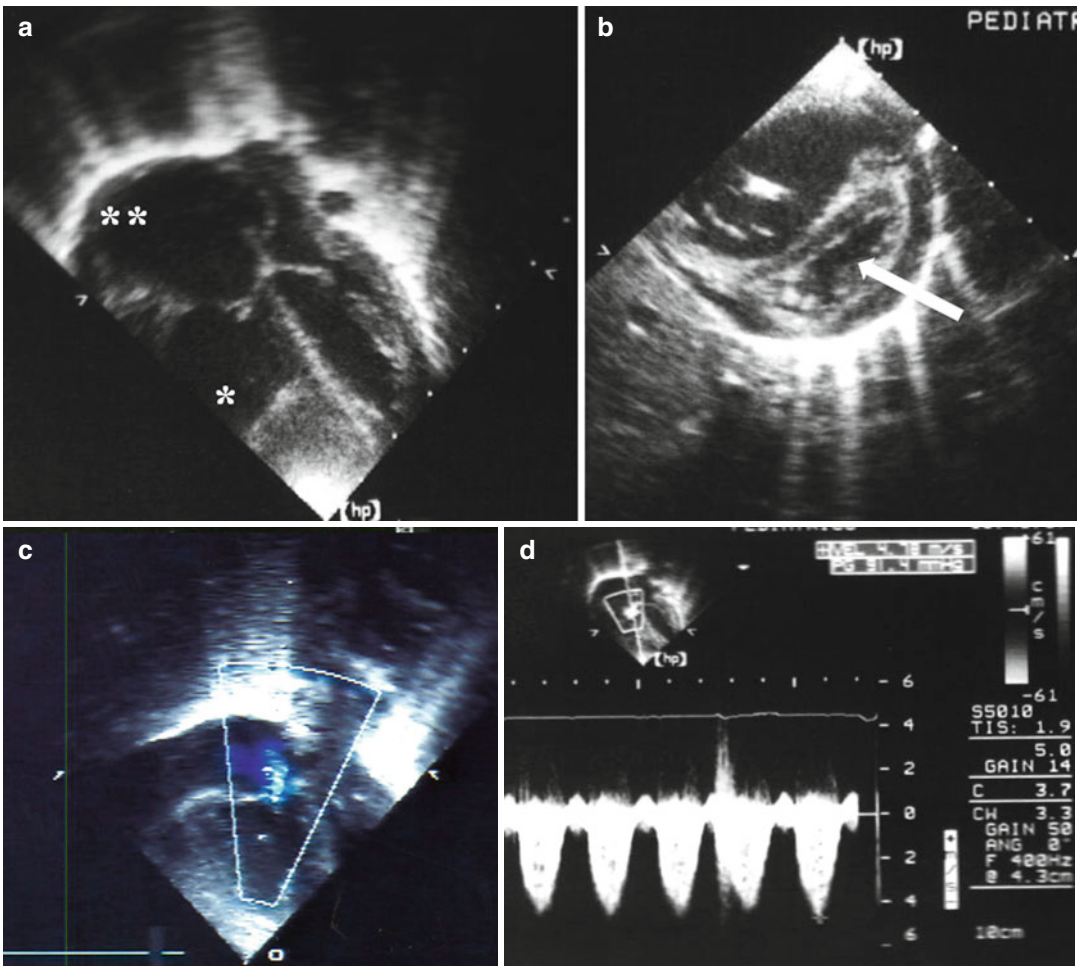 a
**
*
[hp]
b
PEDIATR
[hp]
c
d
PEDIATRICS
VEL 4.78 m/s
PG 91.4 mmHg
61
c
m
/
s
-61
[hp]
6
4
2
0
2
4
6
S5010
TIS: 1.9
5.0
GAIN 14
C 3.7
CW 3.3
GAIN 50
ANG 0°
F 400Hz
@ 4.3cm
10cm